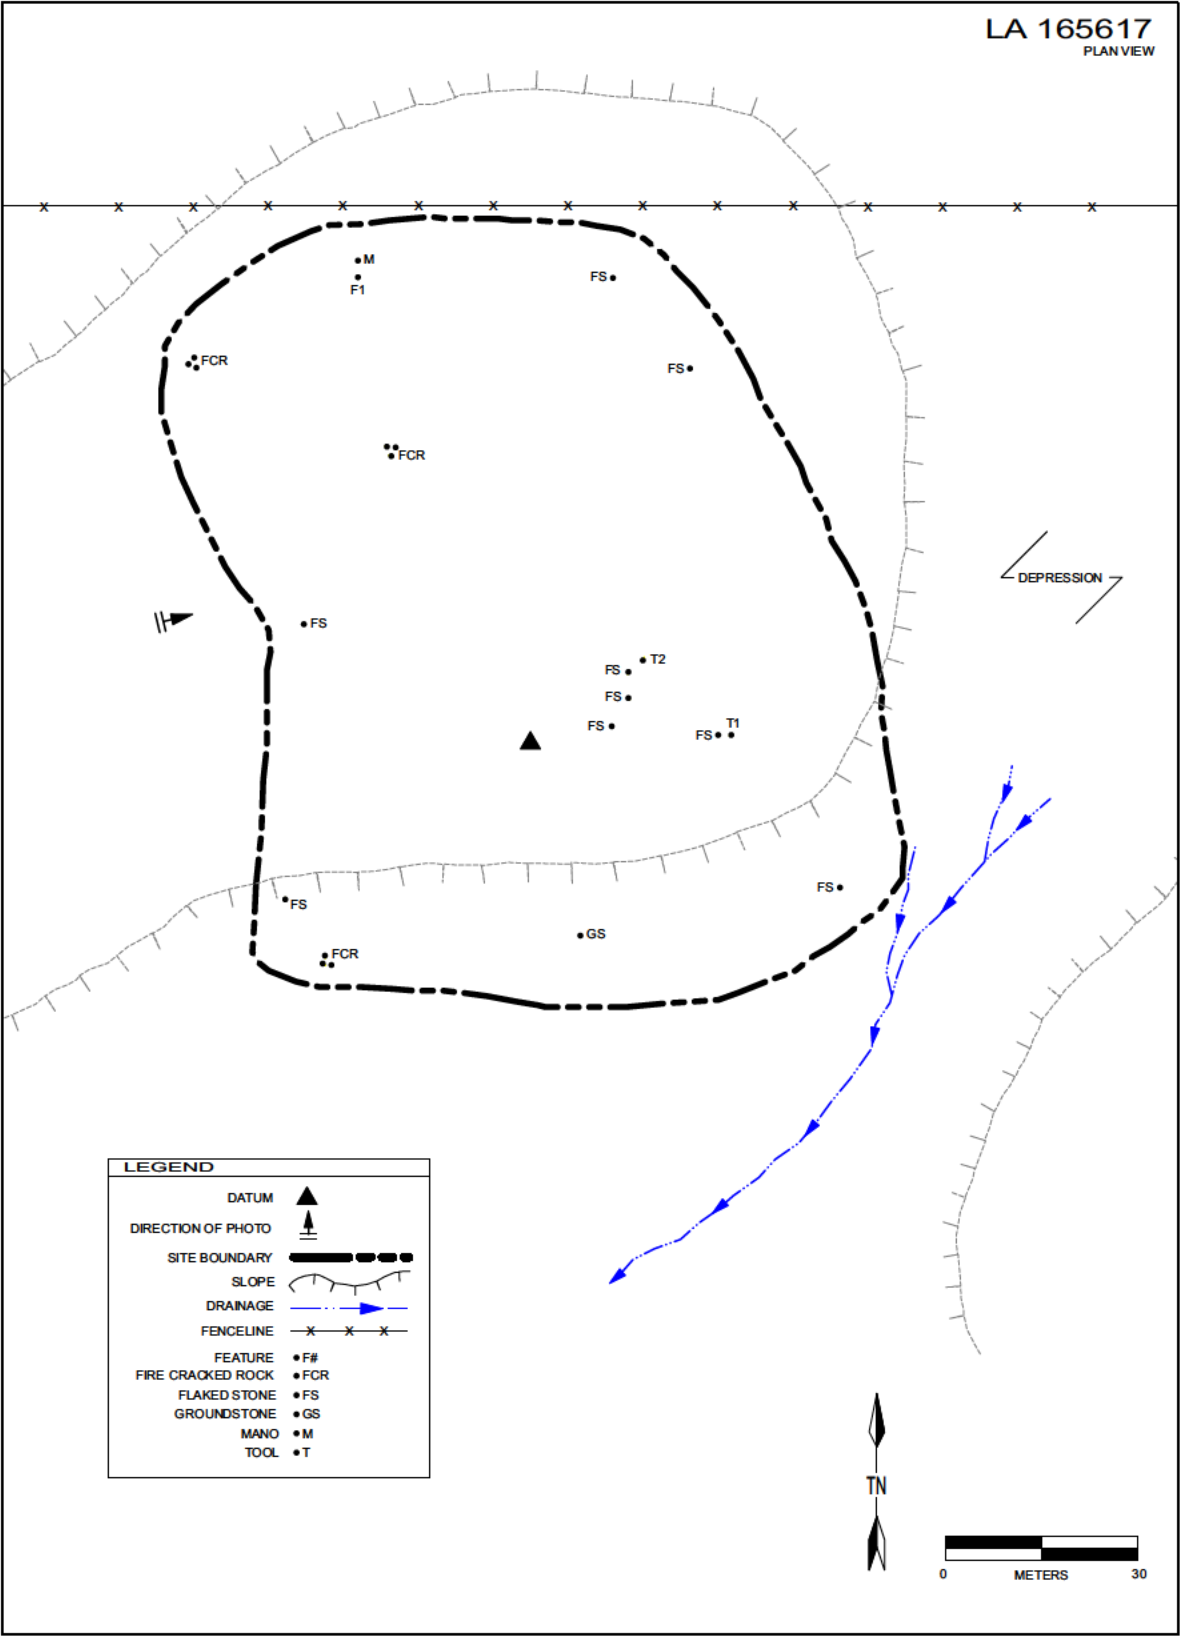 LA 165617
PLAN VIEW
x x x x x x x x x x x x x x x
M
F1
FS
FCR
FS
FCR
DEPRESSION
FS
T2
FS
FS
FS
T1
FS
FS
FS
GS
FCR
LEGEND
DATUM
DIRECTION OF PHOTO
SITE BOUNDARY
SLOPE
DRAINAGE
FENCELINE x x x
FEATURE F#
FIRE CRACKED ROCK FCR
FLAKED STONE FS
GROUNDSTONE GS
MANO M
TOOL T
TN
0 METERS 30